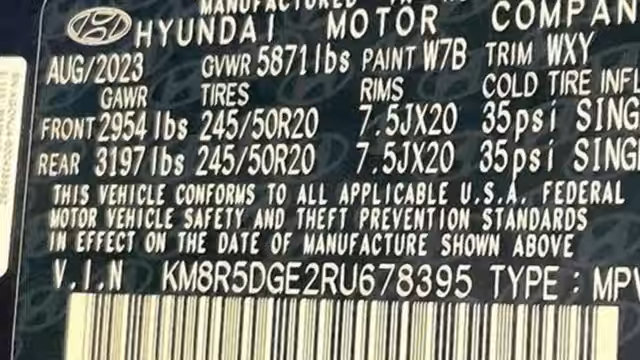 MANUFACTURED
HYUNDAI MOTOR COMPAN
AUG/2023 GVWR 5871lbs PAINT W7B TRIM WXY
GAWR TIRES RIMS COLD TIRE INF
FRONT 2954lbs 245/50R20 7.5JX20 35psi SING
REAR 3197lbs 245/50R20 7.5JX20 35psi SING
THIS VEHICLE CONFORMS TO ALL APPLICABLE U.S.A. FEDERAL
MOTOR VEHICLE SAFETY AND THEFT PREVENTION STANDARDS
IN EFFECT ON THE DATE OF MANUFACTURE SHOWN ABOVE
V.I.N KM8R5DGE2RU678395 TYPE : MPV